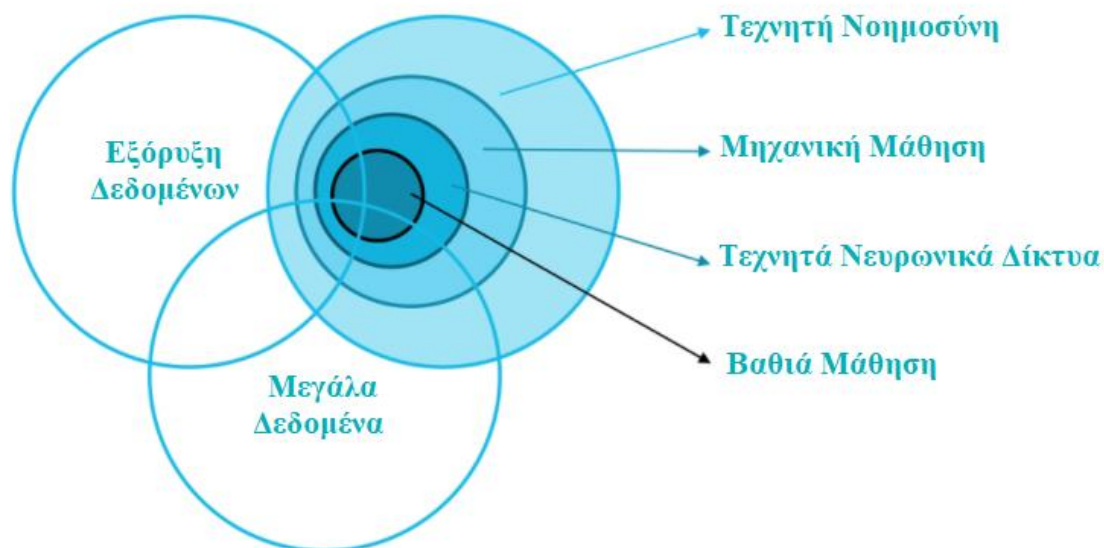 Τεχνητή Νοημοσύνη
Εξόρυξη
Δεδομένων
Μηχανική Μάθηση
Τεχνητά Νευρωνικά Δίκτυα
Βαθιά Μάθηση
Μεγάλα
Δεδομένα